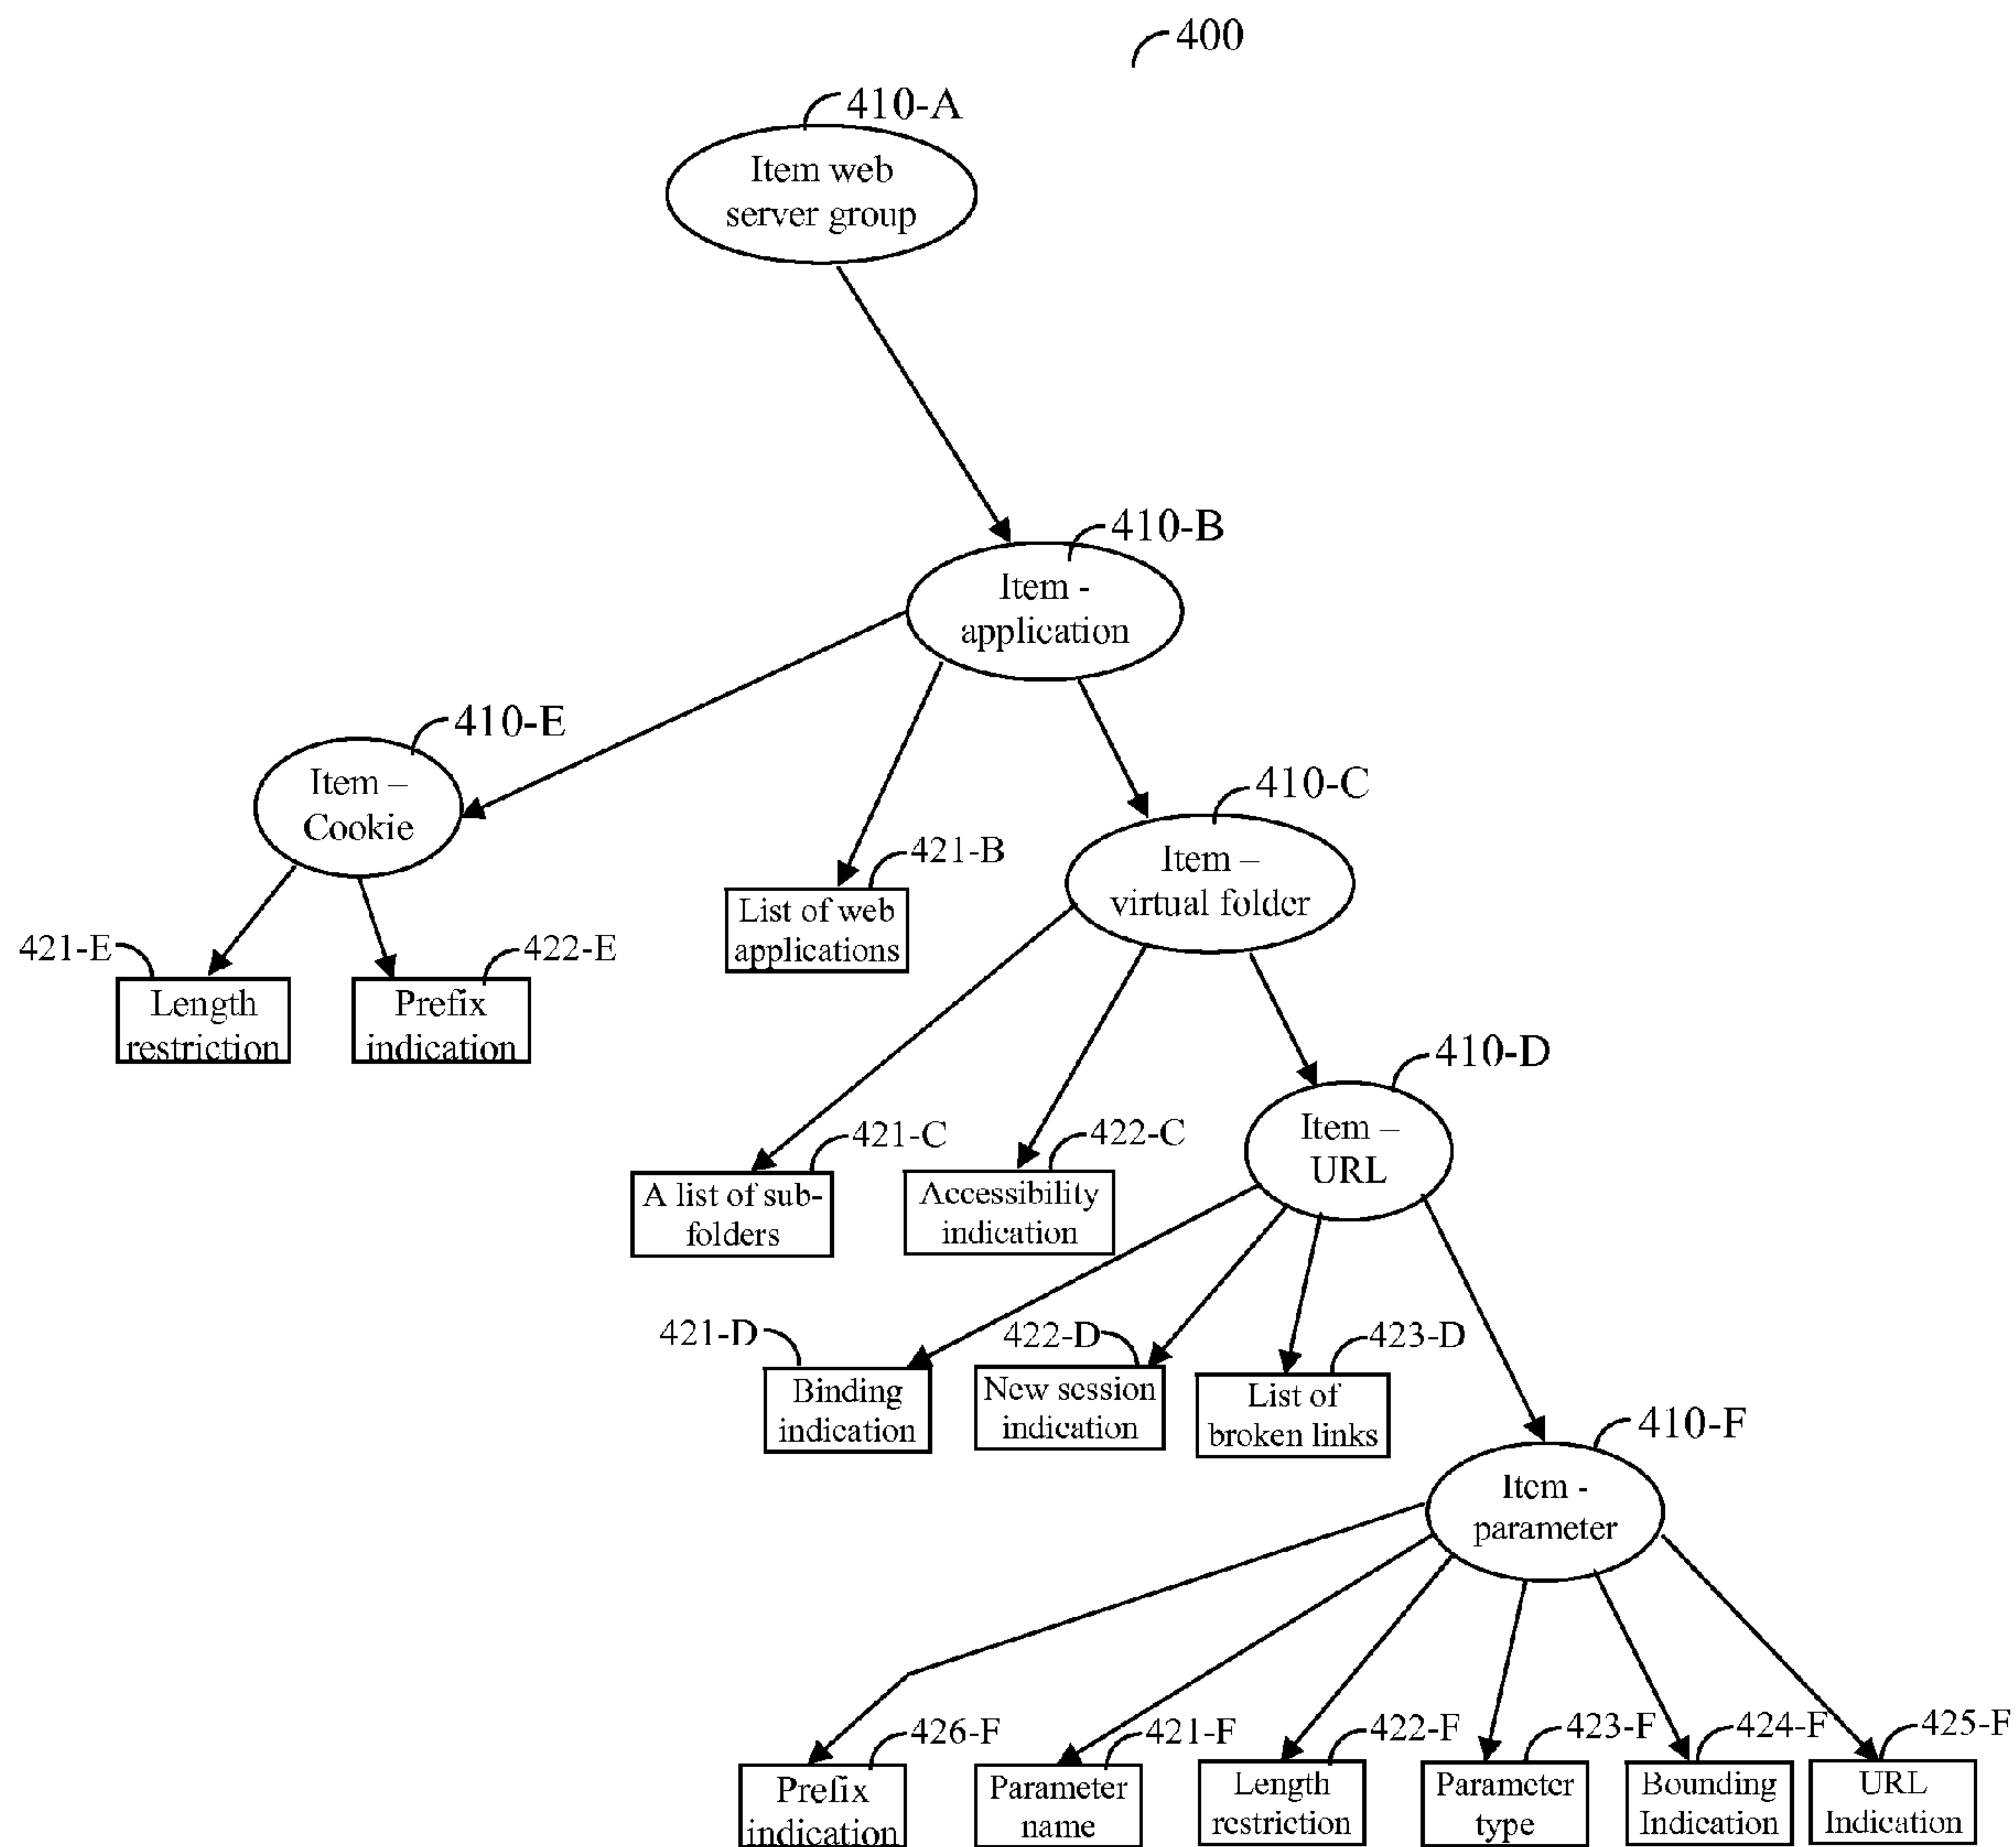 400
410-A
Item web
server group
410-B
Item -
application
410-E
Item –
Cookie
410-C
Item –
virtual folder
421-B
List of web
applications
421-E
Length
restriction
422-E
Prefix
indication
410-D
Item –
URL
421-C
A list of sub-
folders
422-C
Accessibility
indication
421-D
Binding
indication
422-D
New session
indication
423-D
List of
broken links
410-F
Item -
parameter
426-F
Prefix
indication
421-F
Parameter
name
422-F
Length
restriction
423-F
Parameter
type
424-F
Bounding
Indication
425-F
URL
Indication